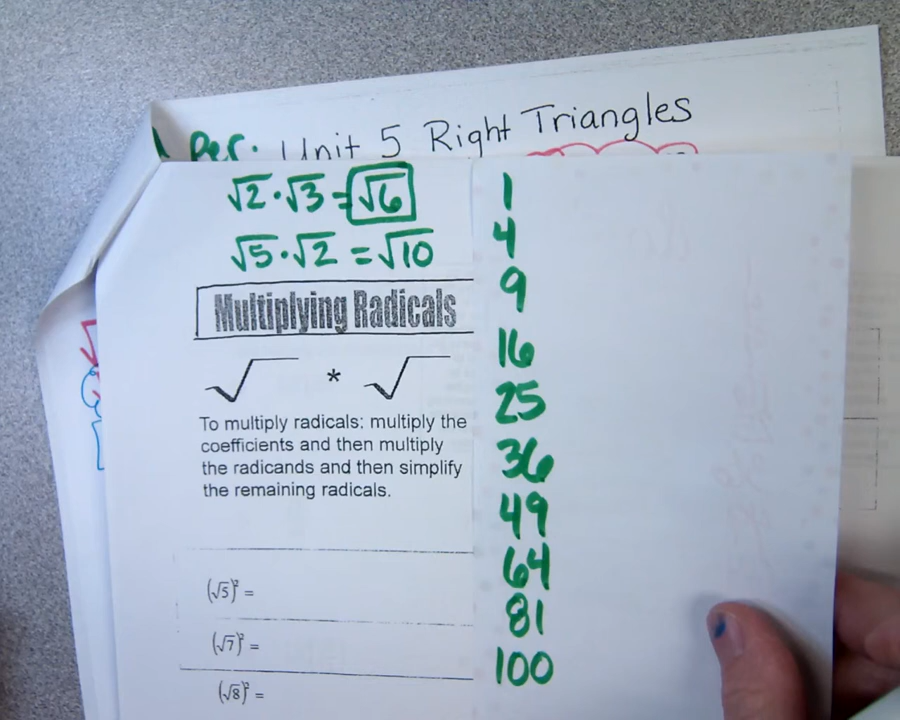 Per. Unit 5 Right Triangles
√2 · √3 = √6
√5 · √2 = √10
Multiplying Radicals
√ * √
To multiply radicals: multiply the
coefficients and then multiply
the radicands and then simplify
the remaining radicals.
(√5)² =
(√7)² =
(√8)² =
1
4
9
16
25
36
49
64
81
100